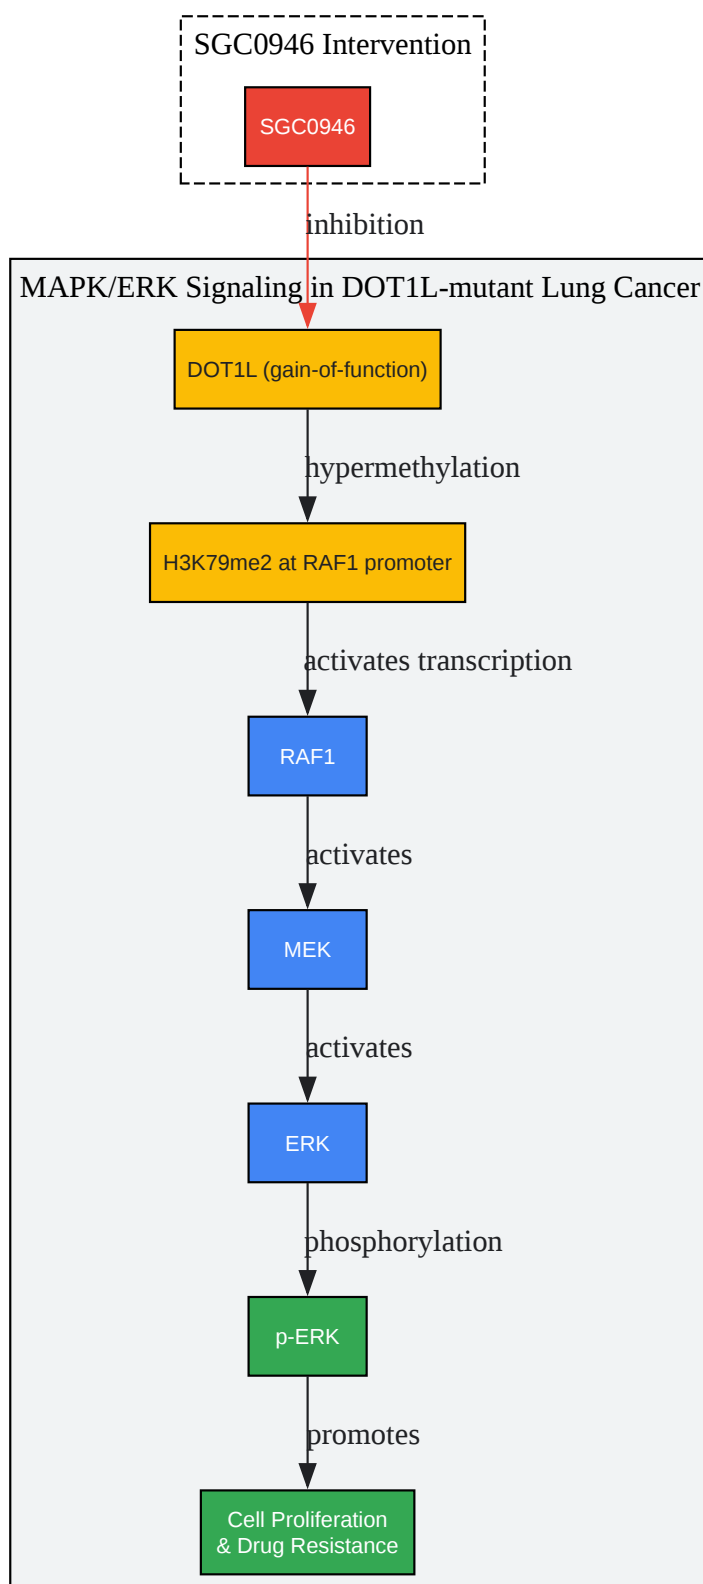 SGC0946 Intervention
SGC0946
inhibition
MAPK/ERK Signaling in DOT1L-mutant Lung Cancer
DOT1L (gain-of-function)
hypermethylation
H3K79me2 at RAF1 promoter
activates transcription
RAF1
activates
MEK
activates
ERK
phosphorylation
p-ERK
promotes
Cell Proliferation
& Drug Resistance